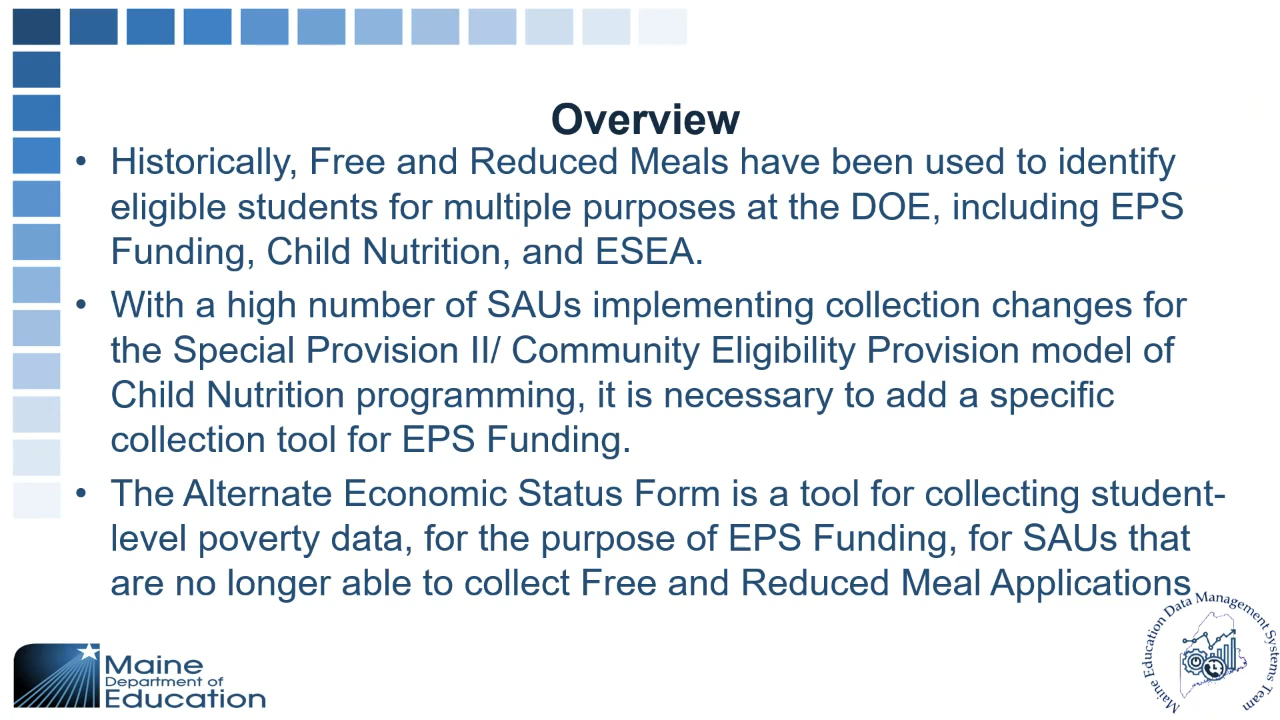 Overview
• Historically, Free and Reduced Meals have been used to identify
eligible students for multiple purposes at the DOE, including EPS
Funding, Child Nutrition, and ESEA.
• With a high number of SAUs implementing collection changes for
the Special Provision II/ Community Eligibility Provision model of
Child Nutrition programming, it is necessary to add a specific
collection tool for EPS Funding.
• The Alternate Economic Status Form is a tool for collecting student-
level poverty data, for the purpose of EPS Funding, for SAUs that
are no longer able to collect Free and Reduced Meal Applications
Maine
Department of
Education
Maine Education Data Management Systems Team